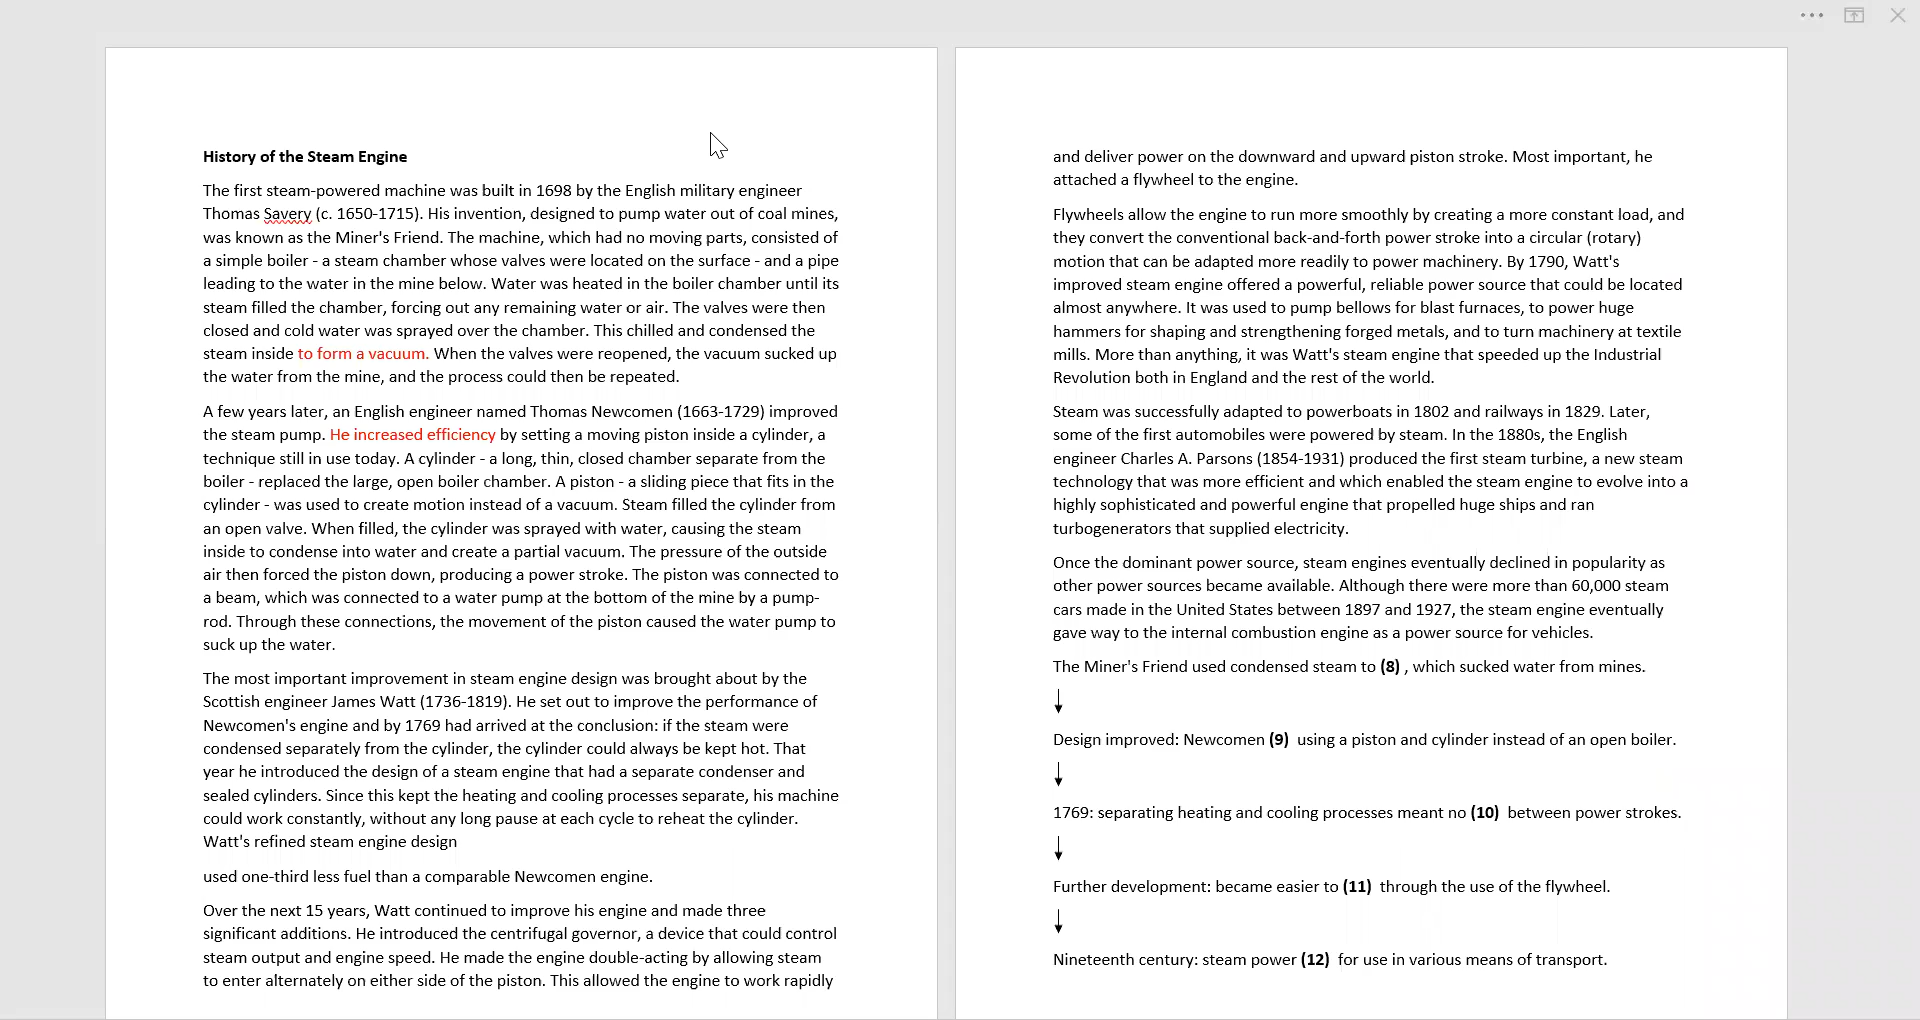 History of the Steam Engine
The first steam-powered machine was built in 1698 by the English military engineer
Thomas Savery (c. 1650-1715). His invention, designed to pump water out of coal mines,
was known as the Miner's Friend. The machine, which had no moving parts, consisted of
a simple boiler - a steam chamber whose valves were located on the surface - and a pipe
leading to the water in the mine below. Water was heated in the boiler chamber until its
steam filled the chamber, forcing out any remaining water or air. The valves were then
closed and cold water was sprayed over the chamber. This chilled and condensed the
steam inside to form a vacuum. When the valves were reopened, the vacuum sucked up
the water from the mine, and the process could then be repeated.
A few years later, an English engineer named Thomas Newcomen (1663-1729) improved
the steam pump. He increased efficiency by setting a moving piston inside a cylinder, a
technique still in use today. A cylinder - a long, thin, closed chamber separate from the
boiler - replaced the large, open boiler chamber. A piston - a sliding piece that fits in the
cylinder - was used to create motion instead of a vacuum. Steam filled the cylinder from
an open valve. When filled, the cylinder was sprayed with water, causing the steam
inside to condense into water and create a partial vacuum. The pressure of the outside
air then forced the piston down, producing a power stroke. The piston was connected to
a beam, which was connected to a water pump at the bottom of the mine by a pump-
rod. Through these connections, the movement of the piston caused the water pump to
suck up the water.
The most important improvement in steam engine design was brought about by the
Scottish engineer James Watt (1736-1819). He set out to improve the performance of
Newcomen's engine and by 1769 had arrived at the conclusion: if the steam were
condensed separately from the cylinder, the cylinder could always be kept hot. That
year he introduced the design of a steam engine that had a separate condenser and
sealed cylinders. Since this kept the heating and cooling processes separate, his machine
could work constantly, without any long pause at each cycle to reheat the cylinder.
Watt's refined steam engine design
used one-third less fuel than a comparable Newcomen engine.
Over the next 15 years, Watt continued to improve his engine and made three
significant additions. He introduced the centrifugal governor, a device that could control
steam output and engine speed. He made the engine double-acting by allowing steam
to enter alternately on either side of the piston. This allowed the engine to work rapidly
and deliver power on the downward and upward piston stroke. Most important, he
attached a flywheel to the engine.
Flywheels allow the engine to run more smoothly by creating a more constant load, and
they convert the conventional back-and-forth power stroke into a circular (rotary)
motion that can be adapted more readily to power machinery. By 1790, Watt's
improved steam engine offered a powerful, reliable power source that could be located
almost anywhere. It was used to pump bellows for blast furnaces, to power huge
hammers for shaping and strengthening forged metals, and to turn machinery at textile
mills. More than anything, it was Watt's steam engine that speeded up the Industrial
Revolution both in England and the rest of the world.
Steam was successfully adapted to powerboats in 1802 and railways in 1829. Later,
some of the first automobiles were powered by steam. In the 1880s, the English
engineer Charles A. Parsons (1854-1931) produced the first steam turbine, a new steam
technology that was more efficient and which enabled the steam engine to evolve into a
highly sophisticated and powerful engine that propelled huge ships and ran
turbogenerators that supplied electricity.
Once the dominant power source, steam engines eventually declined in popularity as
other power sources became available. Although there were more than 60,000 steam
cars made in the United States between 1897 and 1927, the steam engine eventually
gave way to the internal combustion engine as a power source for vehicles.
The Miner's Friend used condensed steam to (8) , which sucked water from mines.
Design improved: Newcomen (9) using a piston and cylinder instead of an open boiler.
1769: separating heating and cooling processes meant no (10) between power strokes.
Further development: became easier to (11) through the use of the flywheel.
Nineteenth century: steam power (12) for use in various means of transport.